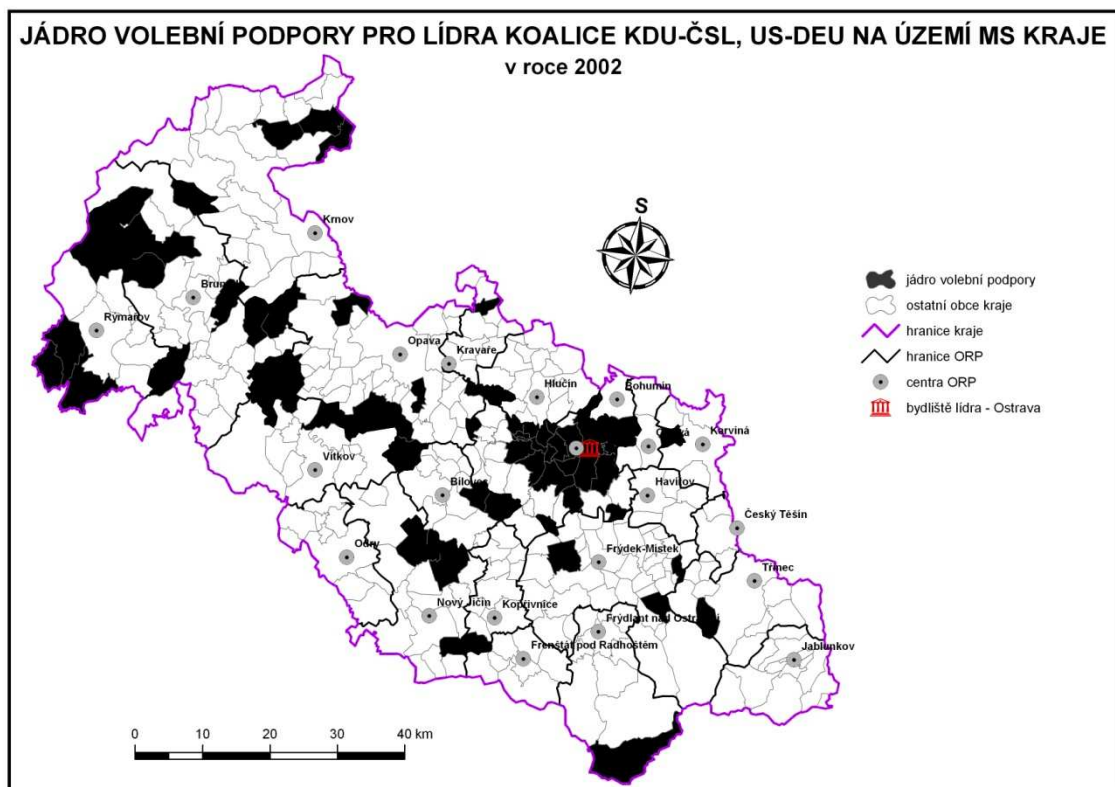 JÁDRO VOLEBNÍ PODPORY PRO LÍDRA KOALICE KDU-ČSL, US-DEU NA ÚZEMÍ MS KRAJE
v roce 2002
S
Krnov
Rýmařov
Opava
Kravaře
Hlučín
Bohumín
Karviná
Vítkov
Bílovec
Havířov
Český Těšín
Odry
Frýdek-Místek
Třinec
Nový Jičín
Kopřivnice
Frýdlant nad Ostravicí
Frenštát pod Radhoštěm
Jablunkov
jádro volební podpory
ostatní obce kraje
hranice kraje
hranice ORP
centra ORP
bydliště lídra - Ostrava
0 10 20 30 40 km